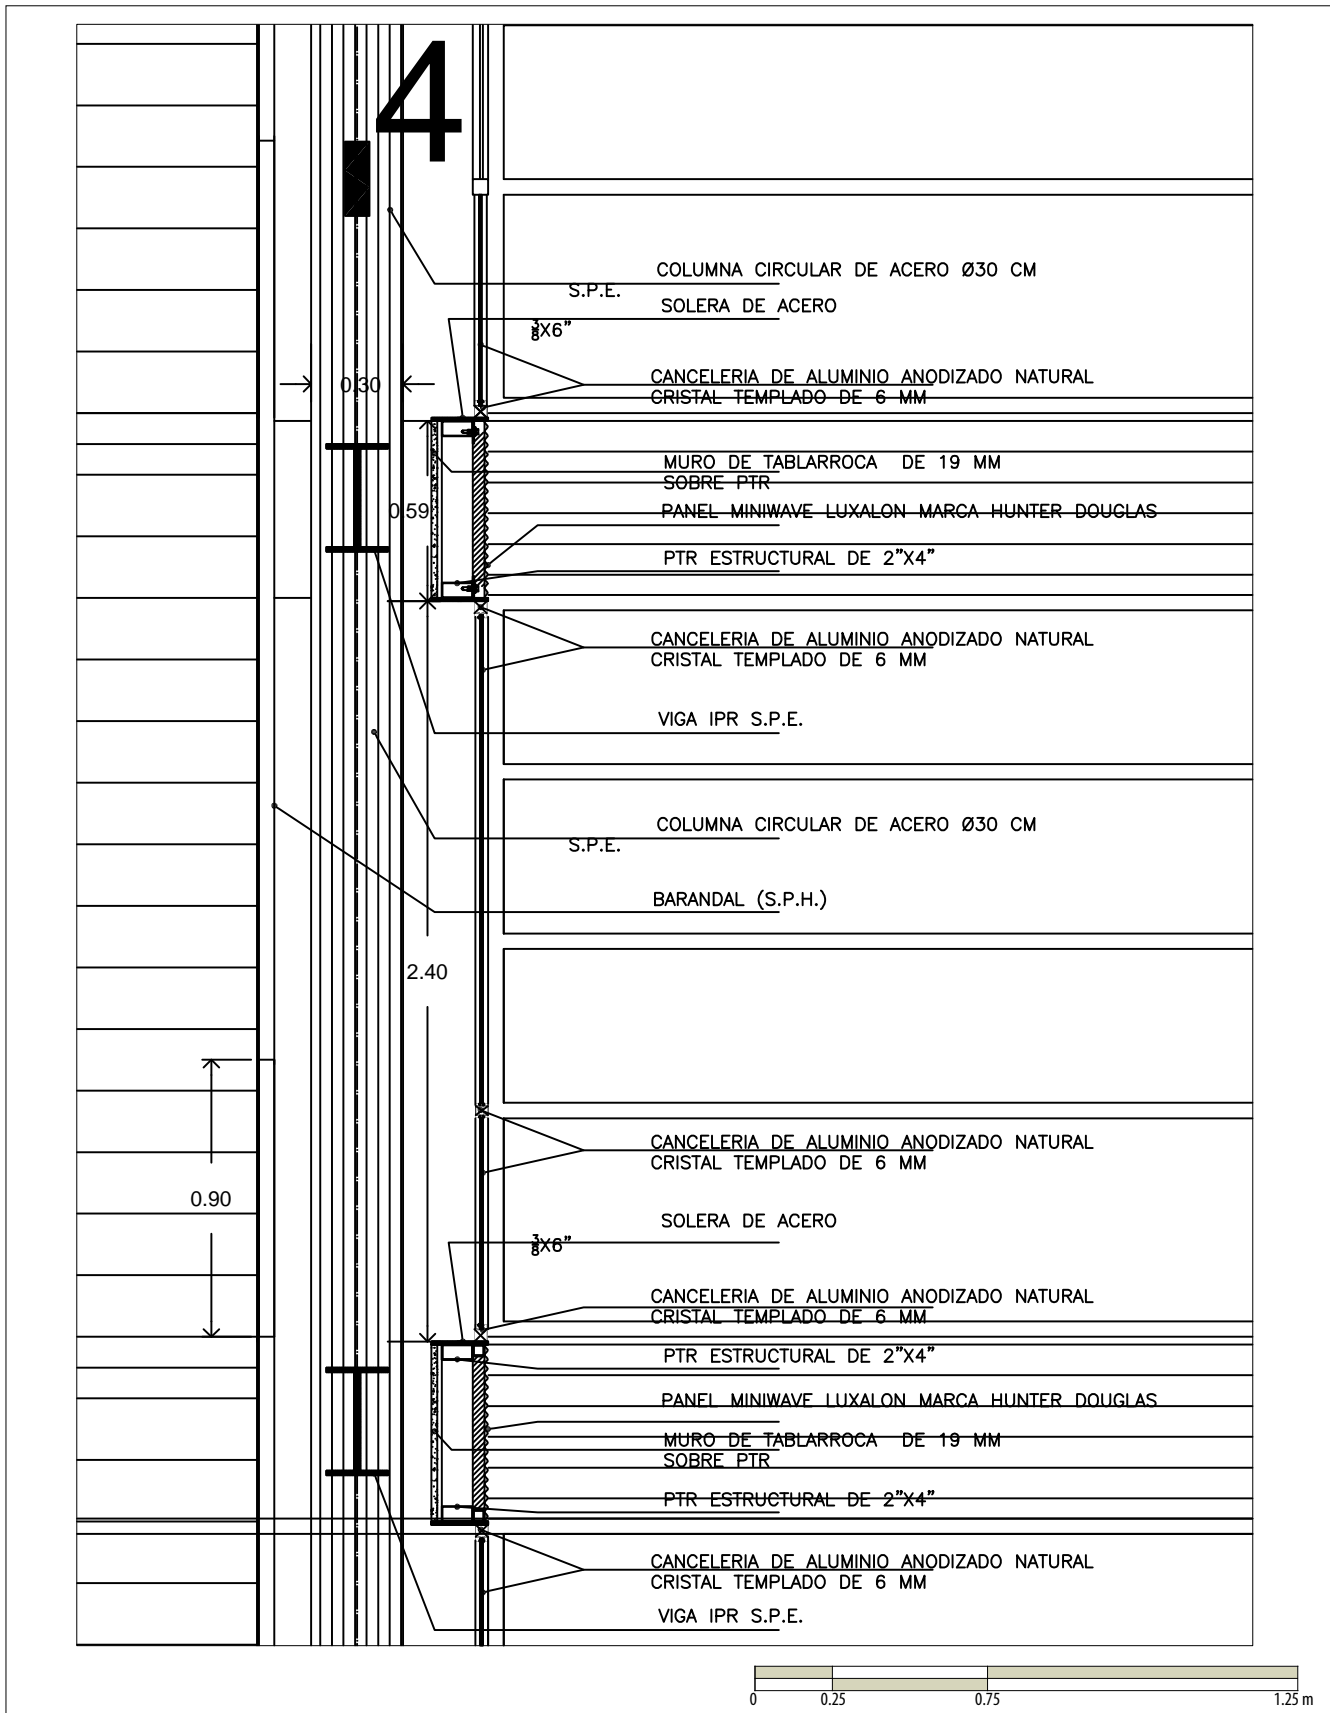 4
COLUMNA CIRCULAR DE ACERO Ø30 CM
S.P.E.
SOLERA DE ACERO
3/8X6"
0.30
CANCELERIA DE ALUMINIO ANODIZADO NATURAL
CRISTAL TEMPLADO DE 6 MM
MURO DE TABLARROCA DE 19 MM
SOBRE PTR
0.59
PANEL MINIWAVE LUXALON MARCA HUNTER DOUGLAS
PTR ESTRUCTURAL DE 2"X4"
CANCELERIA DE ALUMINIO ANODIZADO NATURAL
CRISTAL TEMPLADO DE 6 MM
VIGA IPR S.P.E.
COLUMNA CIRCULAR DE ACERO Ø30 CM
S.P.E.
BARANDAL (S.P.H.)
2.40
CANCELERIA DE ALUMINIO ANODIZADO NATURAL
CRISTAL TEMPLADO DE 6 MM
0.90
SOLERA DE ACERO
3/8X6"
CANCELERIA DE ALUMINIO ANODIZADO NATURAL
CRISTAL TEMPLADO DE 6 MM
PTR ESTRUCTURAL DE 2"X4"
PANEL MINIWAVE LUXALON MARCA HUNTER DOUGLAS
MURO DE TABLARROCA DE 19 MM
SOBRE PTR
PTR ESTRUCTURAL DE 2"X4"
CANCELERIA DE ALUMINIO ANODIZADO NATURAL
CRISTAL TEMPLADO DE 6 MM
VIGA IPR S.P.E.
0 0.25 0.75 1.25 m